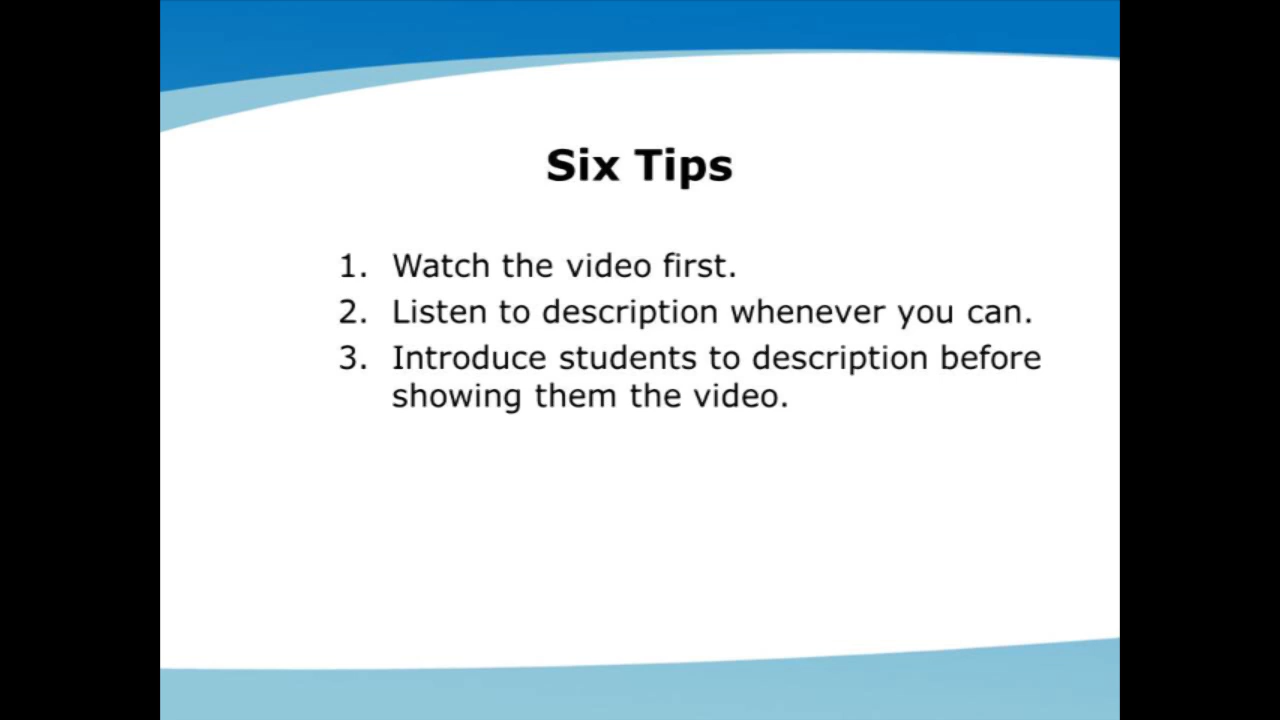 Six Tips
1. Watch the video first.
2. Listen to description whenever you can.
3. Introduce students to description before
showing them the video.